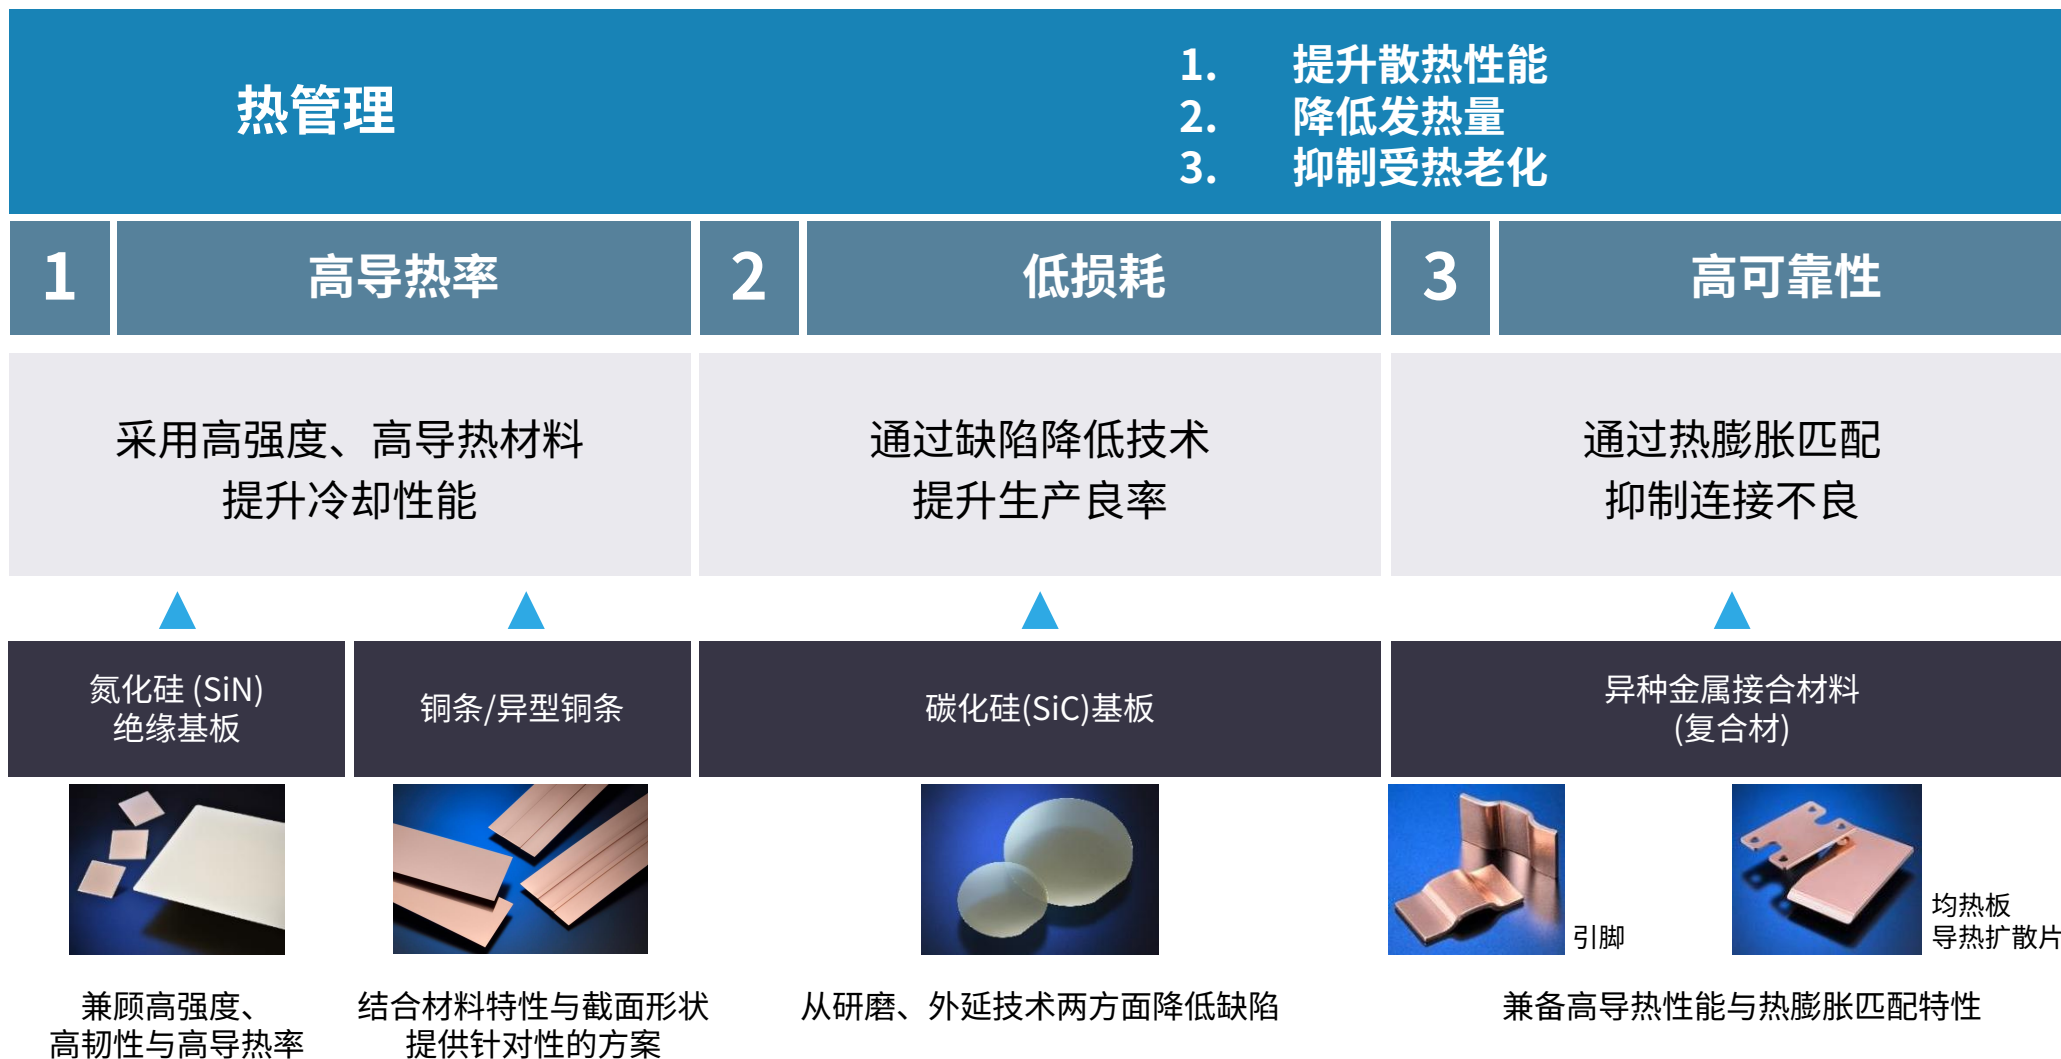 热管理
1. 提升散热性能
2. 降低发热量
3. 抑制受热老化
1 高导热率
2 低损耗
3 高可靠性
采用高强度、高导热材料
提升冷却性能
通过缺陷降低技术
提升生产良率
通过热膨胀匹配
抑制连接不良
氮化硅 (SiN)
绝缘基板
铜条/异型铜条
碳化硅(SiC)基板
异种金属接合材料
(复合材)
引脚
均热板
导热扩散片
兼顾高强度、
高韧性与高导热率
结合材料特性与截面形状
提供针对性的方案
从研磨、外延技术两方面降低缺陷
兼备高导热性能与热膨胀匹配特性